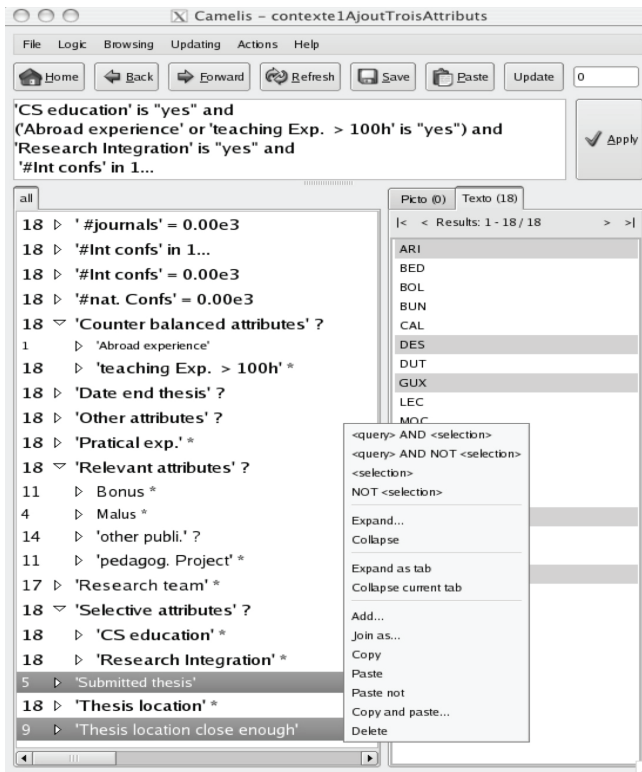 Camelis – contexte1AjoutTroisAttributs
File Logic Browsing Updating Actions Help
Home Back Forward Refresh Save Paste Update 0
'CS education' is "yes" and
('Abroad experience' or 'teaching Exp. > 100h' is "yes") and
'Research Integration' is "yes" and
'#Int confs' in 1...
Apply
all
18 ' #journals' = 0.00e3
18 '#Int confs' in 1...
18 '#Int confs' = 0.00e3
18 '#nat. Confs' = 0.00e3
18 'Counter balanced attributes' ?
1 'Abroad experience'
18 'teaching Exp. > 100h' *
18 'Date end thesis' ?
18 'Other attributes' ?
18 'Pratical exp.' *
18 'Relevant attributes' ?
11 Bonus *
4 Malus *
14 'other publi.' ?
11 'pedagog. Project' *
17 'Research team' *
18 'Selective attributes' ?
18 'CS education' *
18 'Research Integration' *
5 'Submitted thesis'
18 'Thesis location' *
9 'Thesis location close enough'
Picto (0) Texto (18)
|< < Results: 1 - 18 / 18 > >|
ARI
BED
BOL
BUN
CAL
DES
DUT
GUX
LEC
<query> AND <selection>
<query> AND NOT <selection>
<selection>
NOT <selection>
Expand...
Collapse
Expand as tab
Collapse current tab
Add...
Join as...
Copy
Paste
Paste not
Copy and paste...
Delete